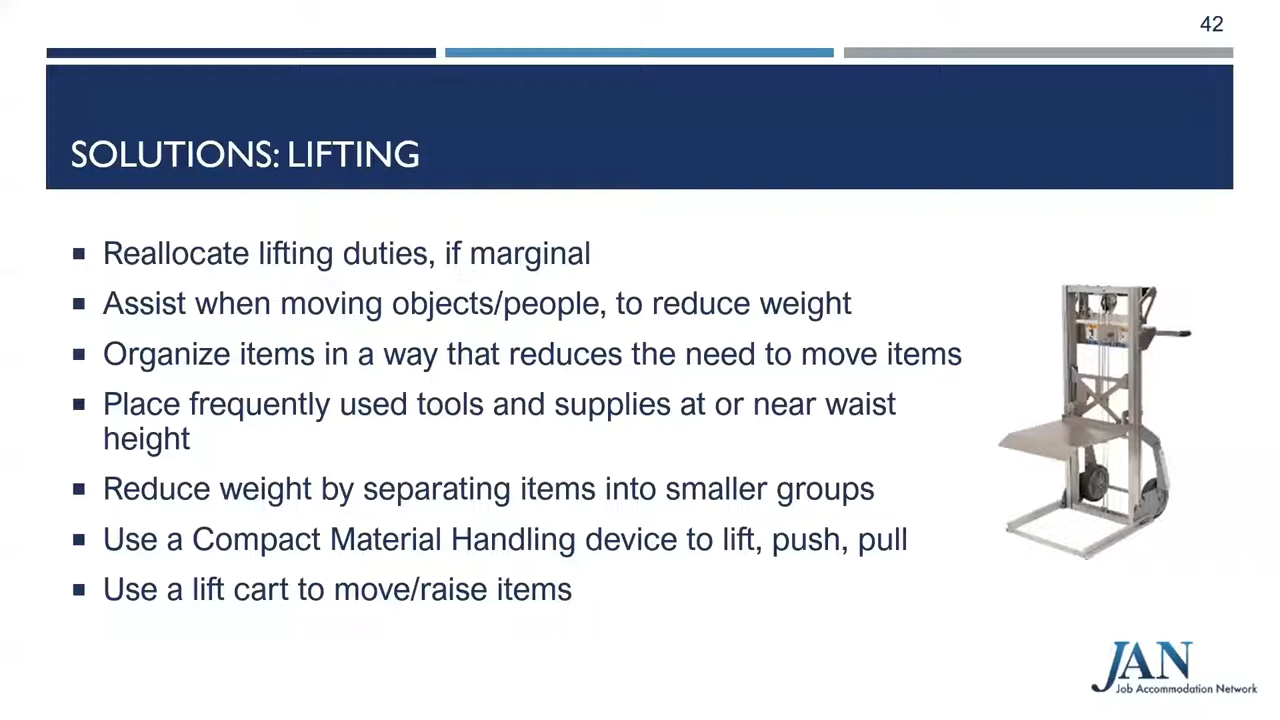 42
SOLUTIONS: LIFTING
▪ Reallocate lifting duties, if marginal
▪ Assist when moving objects/people, to reduce weight
▪ Organize items in a way that reduces the need to move items
▪ Place frequently used tools and supplies at or near waist
height
▪ Reduce weight by separating items into smaller groups
▪ Use a Compact Material Handling device to lift, push, pull
▪ Use a lift cart to move/raise items
JAN
Job Accommodation Network